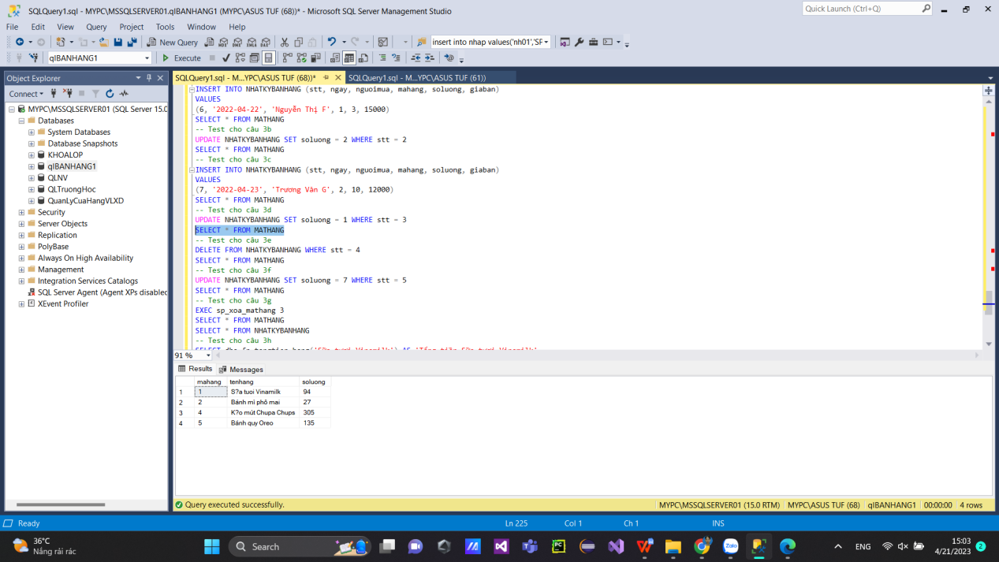 SQLQuery1.sql - MYPC\MSSQLSERVER01.qlBANHANG1 (MYPC\ASUS TUF (68))* - Microsoft SQL Server Management Studio
Quick Launch (Ctrl+Q)
File Edit View Query Project Tools Window Help
New Query
insert into nhap values('nh01','SF
qlBANHANG1
Execute
Object Explorer
Connect
MYPC\MSSQLSERVER01 (SQL Server 15.0
Databases
System Databases
Database Snapshots
KHOALOP
qlBANHANG1
QLNV
QLTruongHoc
QuanLyCuaHangVLXD
Security
Server Objects
Replication
PolyBase
Always On High Availability
Management
Integration Services Catalogs
SQL Server Agent (Agent XPs disabled
XEvent Profiler
SQLQuery1.sql - M...YPC\ASUS TUF (68))*
SQLQuery1.sql - M...YPC\ASUS TUF (61))
INSERT INTO NHATKYBANHANG (stt, ngay, nguoimua, mahang, soluong, giaban)
VALUES
(6, '2022-04-22', 'Nguyễn Thị F', 1, 3, 15000)
SELECT * FROM MATHANG
-- Test cho câu 3b
UPDATE NHATKYBANHANG SET soluong = 2 WHERE stt = 2
SELECT * FROM MATHANG
-- Test cho câu 3c
INSERT INTO NHATKYBANHANG (stt, ngay, nguoimua, mahang, soluong, giaban)
VALUES
(7, '2022-04-23', 'Trương Văn G', 2, 10, 12000)
SELECT * FROM MATHANG
-- Test cho câu 3d
UPDATE NHATKYBANHANG SET soluong = 1 WHERE stt = 3
SELECT * FROM MATHANG
-- Test cho câu 3e
DELETE FROM NHATKYBANHANG WHERE stt = 4
SELECT * FROM MATHANG
-- Test cho câu 3f
UPDATE NHATKYBANHANG SET soluong = 7 WHERE stt = 5
SELECT * FROM MATHANG
-- Test cho câu 3g
EXEC sp_xoa_mathang 3
SELECT * FROM MATHANG
SELECT * FROM NHATKYBANHANG
-- Test cho câu 3h
91 %
Results Messages
mahang tenhang soluong
1 1 S?a tuoi Vinamilk 94
2 2 Bánh mì phô mai 27
3 4 K?o mút Chupa Chups 305
4 5 Bánh quy Oreo 135
Query executed successfully.
MYPC\MSSQLSERVER01 (15.0 RTM) MYPC\ASUS TUF (68) qlBANHANG1 00:00:00 4 rows
Ready
Ln 225 Col 1 Ch 1 INS
36°C
Nắng rải rác
Search
Zalo
ENG
15:03
4/21/2023
2